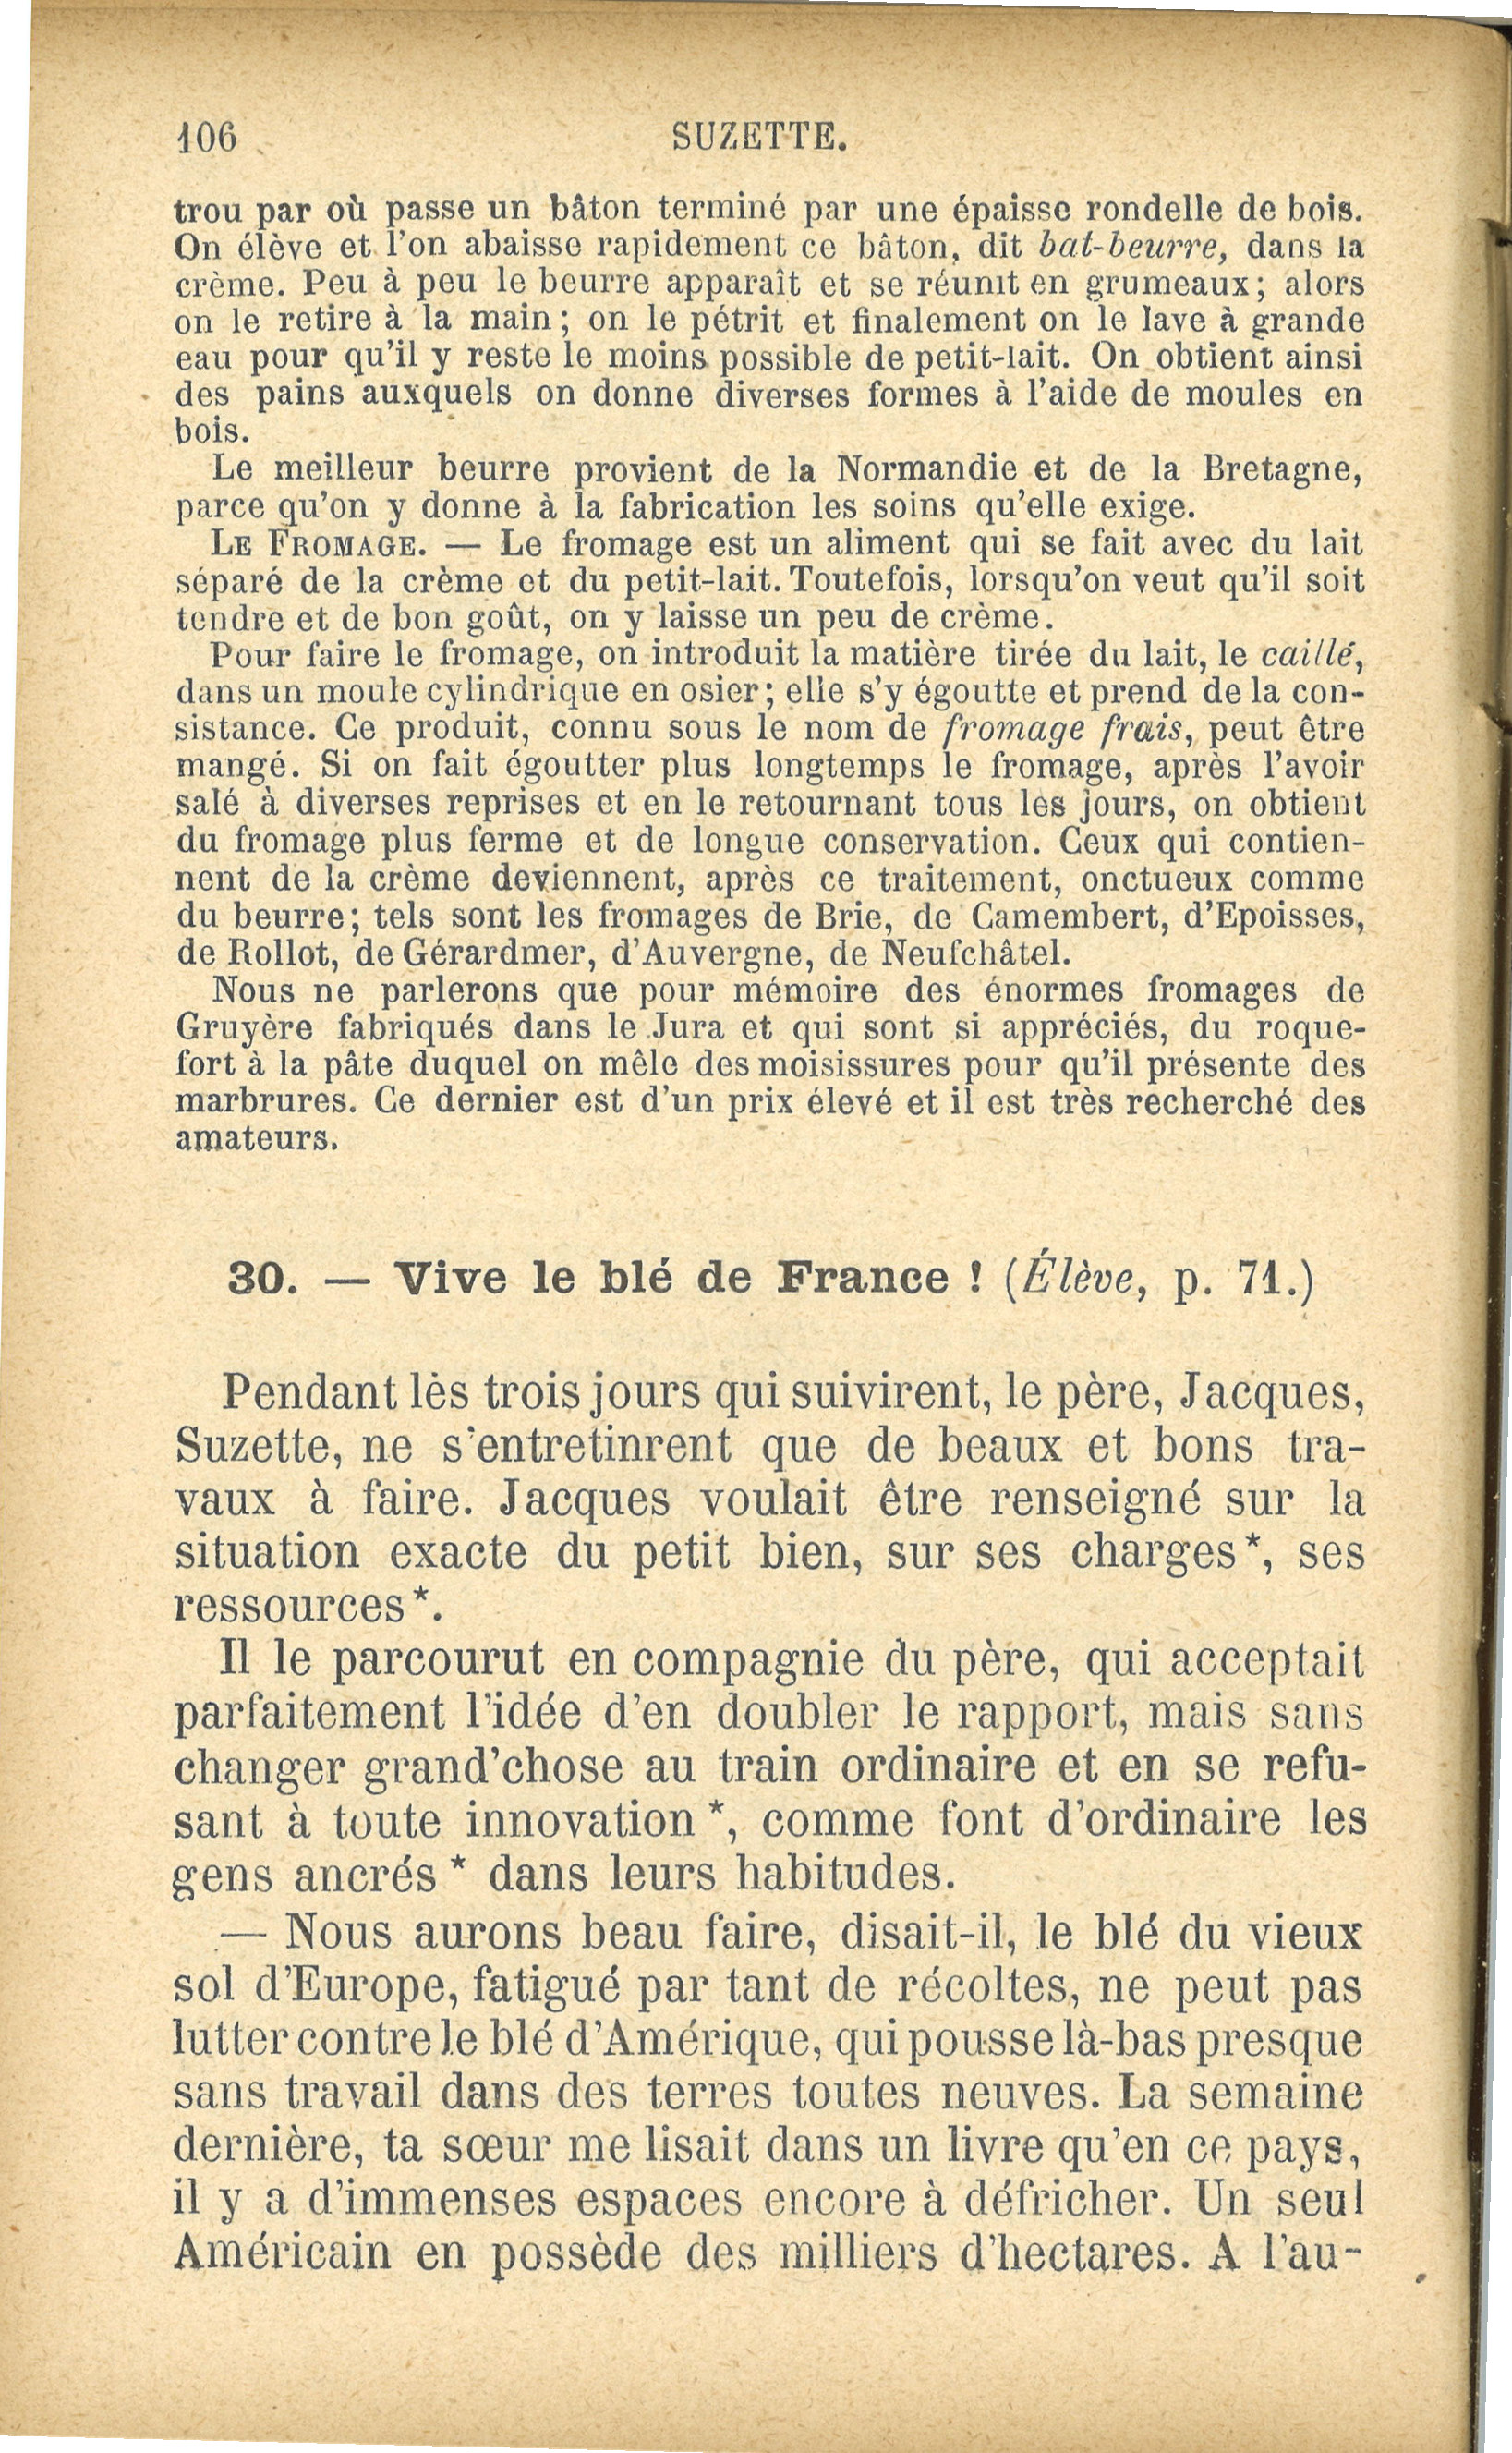 106 SUZETTE.
trou par où passe un bâton terminé par une épaisse rondelle de bois.
On élève et l'on abaisse rapidement ce bâton, dit bat-beurre, dans la
crème. Peu à peu le beurre apparaît et se réunit en grumeaux; alors
on le retire à la main; on le pétrit et finalement on le lave à grande
eau pour qu'il y reste le moins possible de petit-lait. On obtient ainsi
des pains auxquels on donne diverses formes à l'aide de moules en
bois.
Le meilleur beurre provient de la Normandie et de la Bretagne,
parce qu'on y donne à la fabrication les soins qu'elle exige.
LE FROMAGE. — Le fromage est un aliment qui se fait avec du lait
séparé de la crème et du petit-lait. Toutefois, lorsqu'on veut qu'il soit
tendre et de bon goût, on y laisse un peu de crème.
Pour faire le fromage, on introduit la matière tirée du lait, le caillé,
dans un moule cylindrique en osier; elle s'y égoutte et prend de la con-
sistance. Ce produit, connu sous le nom de fromage frais, peut être
mangé. Si on fait égoutter plus longtemps le fromage, après l'avoir
salé à diverses reprises et en le retournant tous les jours, on obtient
du fromage plus ferme et de longue conservation. Ceux qui contien-
nent de la crème deviennent, après ce traitement, onctueux comme
du beurre; tels sont les fromages de Brie, de Camembert, d'Epoisses,
de Rollot, de Gérardmer, d'Auvergne, de Neufchâtel.
Nous ne parlerons que pour mémoire des énormes fromages de
Gruyère fabriqués dans le Jura et qui sont si appréciés, du roque-
fort à la pâte duquel on mêle des moisissures pour qu'il présente des
marbrures. Ce dernier est d'un prix élevé et il est très recherché des
amateurs.
30. — Vive le blé de France ! (Élève, p. 71.)
Pendant les trois jours qui suivirent, le père, Jacques,
Suzette, ne s'entretinrent que de beaux et bons tra-
vaux à faire. Jacques voulait être renseigné sur la
situation exacte du petit bien, sur ses charges*, ses
ressources*.
Il le parcourut en compagnie du père, qui acceptait
parfaitement l'idée d'en doubler le rapport, mais sans
changer grand'chose au train ordinaire et en se refu-
sant à toute innovation*, comme font d'ordinaire les
gens ancrés* dans leurs habitudes.
— Nous aurons beau faire, disait-il, le blé du vieux
sol d'Europe, fatigué par tant de récoltes, ne peut pas
lutter contre le blé d'Amérique, qui pousse là-bas presque
sans travail dans des terres toutes neuves. La semaine
dernière, ta sœur me lisait dans un livre qu'en ce pays,
il y a d'immenses espaces encore à défricher. Un seul
Américain en possède des milliers d'hectares. A l'au-